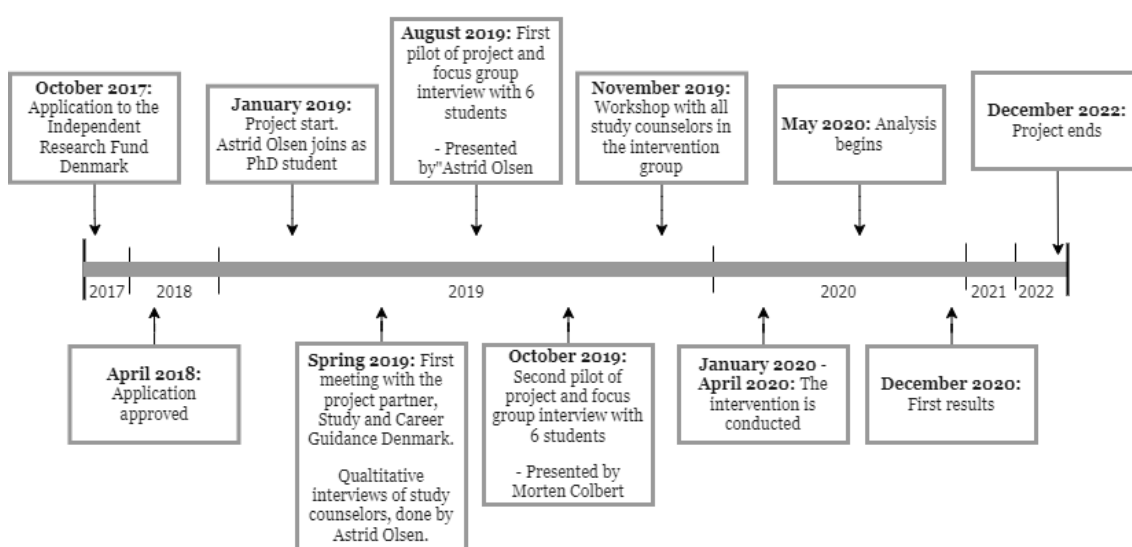 October 2017:
Application to the
Independent
Research Fund
Denmark
January 2019:
Project start.
Astrid Olsen joins as
PhD student
August 2019: First
pilot of project and
focus group
interview with 6
students
- Presented
by"Astrid Olsen
November 2019:
Workshop with all
study counselors in
the intervention
group
May 2020: Analysis
begins
December 2022:
Project ends
2017
2018
2019
2020
2021
2022
April 2018:
Application
approved
Spring 2019: First
meeting with the
project partner,
Study and Career
Guidance Denmark.
Qualtitative
interviews of study
counselors, done by
Astrid Olsen.
October 2019:
Second pilot of
project and focus
group interview with
6 students
- Presented by
Morten Colbert
January 2020 -
April 2020: The
intervention is
conducted
December 2020:
First results